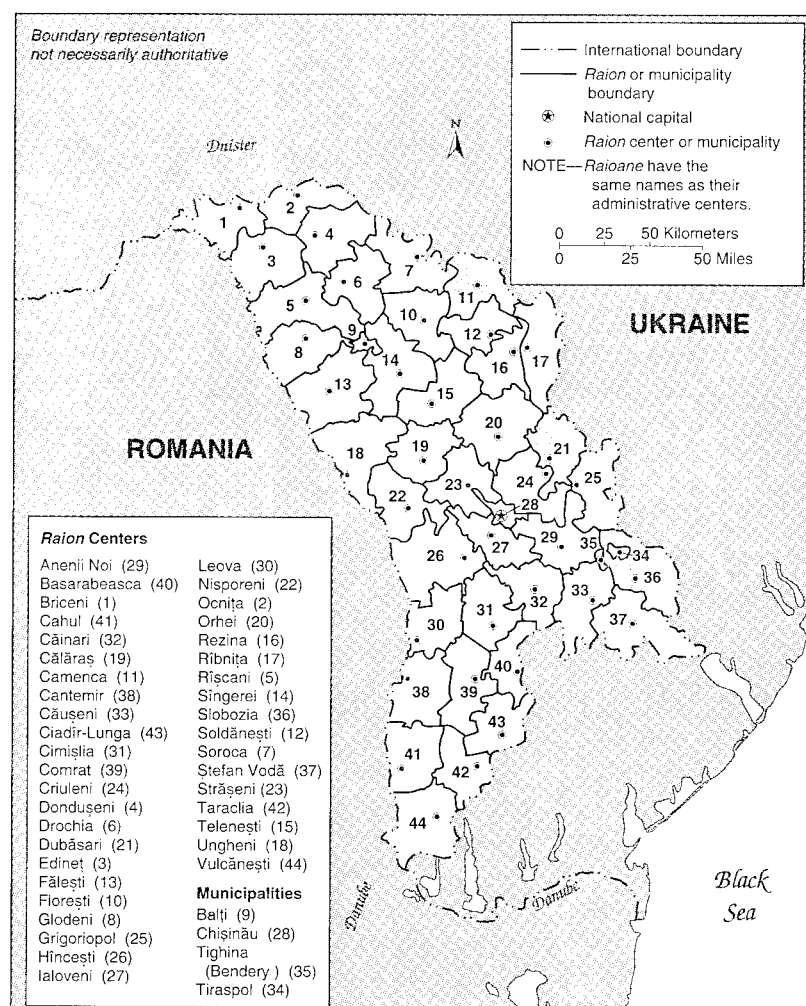 Boundary representation
not necessarily authoritative
International boundary
Raion or municipality
boundary
National capital
Raion center or municipality
NOTE—Raioane have the
same names as their
administrative centers.
0 25 50 Kilometers
0 25 50 Miles
N
Dnister
1
2
3
4
5
6
7
8
9
10
11
12
13
14
15
16
17
UKRAINE
ROMANIA
18
19
20
21
22
23
24
25
26
27
28
29
30
31
32
33
34
35
36
37
38
39
40
41
42
43
44
Raion Centers
Anenii Noi (29)
Basarabeasca (40)
Briceni (1)
Cahul (41)
Căinari (32)
Călăraș (19)
Camenca (11)
Cantemir (38)
Căușeni (33)
Ciadîr-Lunga (43)
Cimișlia (31)
Comrat (39)
Criuleni (24)
Dondușeni (4)
Drochia (6)
Dubăsari (21)
Edineț (3)
Fălești (13)
Florești (10)
Glodeni (8)
Grigoriopol (25)
Hîncești (26)
Ialoveni (27)
Leova (30)
Nisporeni (22)
Ocnița (2)
Orhei (20)
Rezina (16)
Rîbnița (17)
Rîșcani (5)
Sîngerei (14)
Slobozia (36)
Soldănești (12)
Soroca (7)
Ștefan Vodă (37)
Strășeni (23)
Taraclia (42)
Telenești (15)
Ungheni (18)
Vulcănești (44)
Municipalities
Balți (9)
Chișinău (28)
Tighina
(Bendery ) (35)
Tiraspol (34)
Danube
Danube
Black
Sea